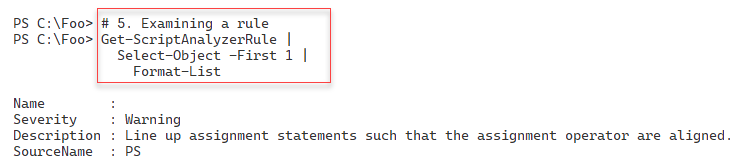 PS C:\Foo> # 5. Examining a rule
PS C:\Foo> Get-ScriptAnalyzerRule |
Select-Object -First 1 |
Format-List
Name :
Severity : Warning
Description : Line up assignment statements such that the assignment operator are aligned.
SourceName : PS